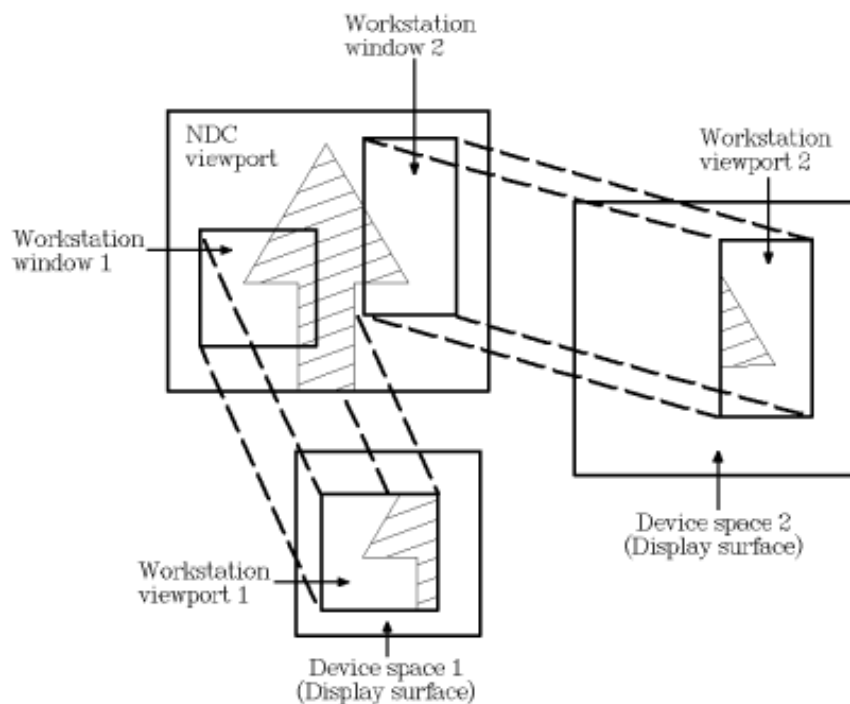 Workstation
window 2
NDC
viewport
Workstation
viewport 2
Workstation
window 1
Device space 2
(Display surface)
Workstation
viewport 1
Device space 1
(Display surface)